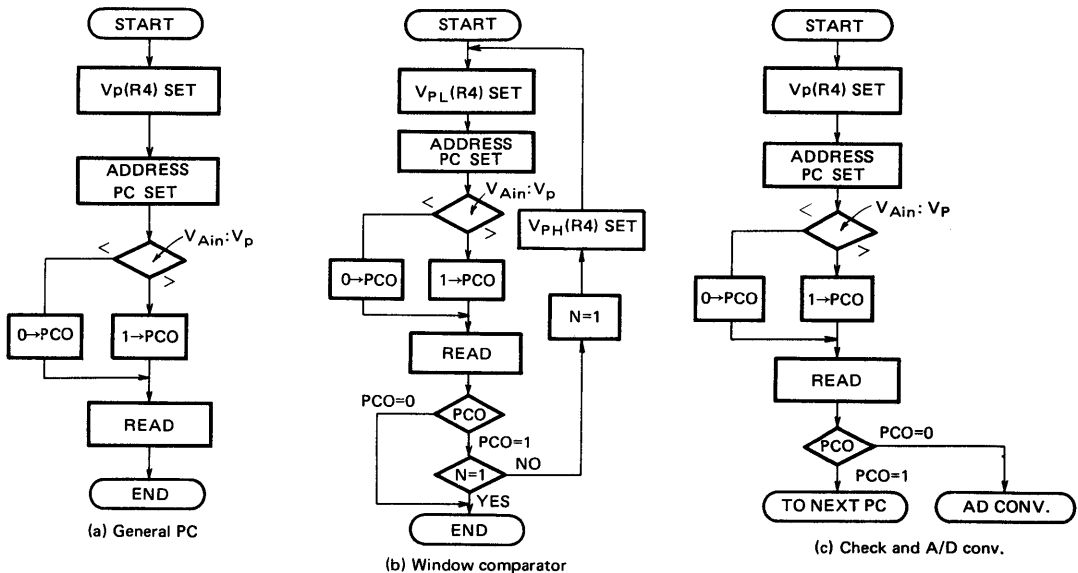 START
Vp(R4) SET
ADDRESS
PC SET
VAin:Vp
<
>
0→PCO
1→PCO
READ
END
(a) General PC
START
VPL(R4) SET
ADDRESS
PC SET
VAin:Vp
<
>
VPH(R4) SET
0→PCO
1→PCO
N=1
READ
PCO=0
PCO
PCO=1
N=1
NO
YES
END
(b) Window comparator
START
Vp(R4) SET
ADDRESS
PC SET
VAin:VP
<
>
0→PCO
1→PCO
READ
PCO
PCO=0
PCO=1
TO NEXT PC
AD CONV.
(c) Check and A/D conv.